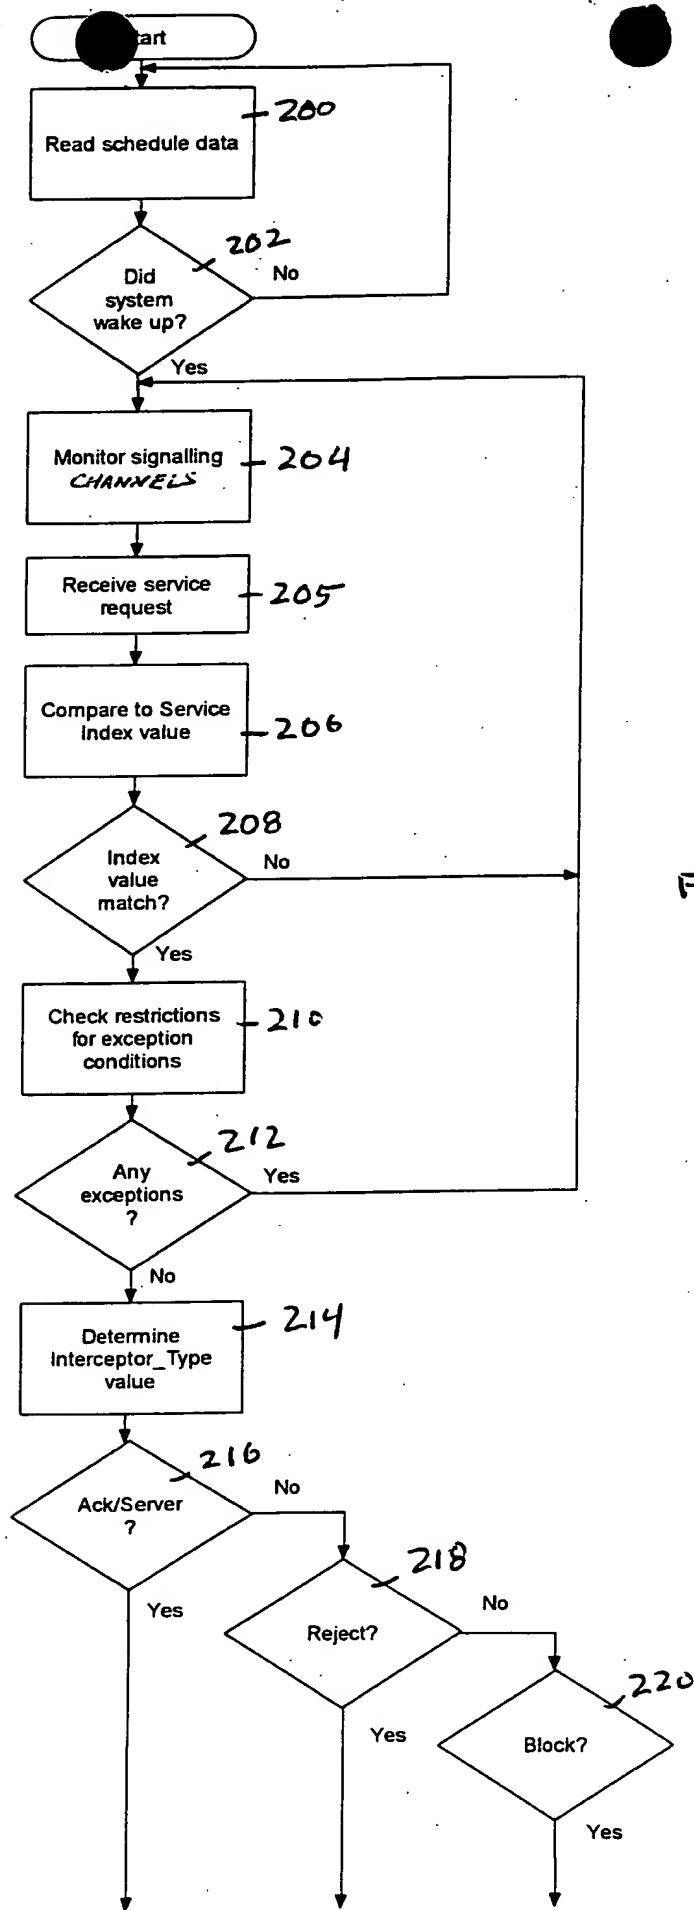 tart
Read schedule data
200
Did
system
wake up?
202
No
Yes
Monitor signalling
CHANNELS
204
Receive service
request
205
Compare to Service
Index value
206
Index
value
match?
208
No
Yes
Check restrictions
for exception
conditions
210
Any
exceptions
?
212
Yes
No
Determine
Interceptor_Type
value
214
Ack/Server
?
216
No
Yes
Reject?
218
No
Yes
Block?
220
Yes